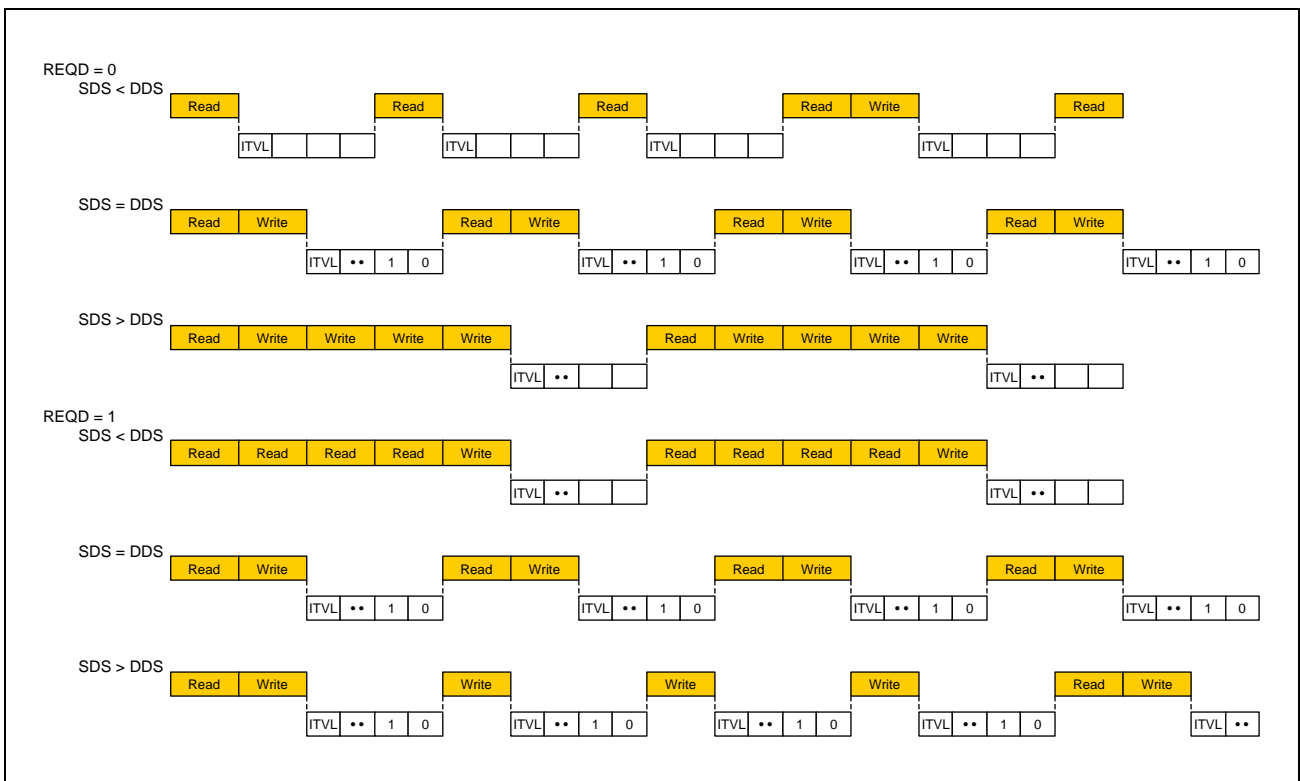 REQD = 0
SDS < DDS
Read Read Read Read Write Read
ITVL ITVL ITVL ITVL
SDS = DDS
Read Write Read Write Read Write Read Write
ITVL •• 1 0 ITVL •• 1 0 ITVL •• 1 0 ITVL •• 1 0
SDS > DDS
Read Write Write Write Write Read Write Write Write Write
ITVL •• ITVL ••
REQD = 1
SDS < DDS
Read Read Read Read Write Read Read Read Read Write
ITVL •• ITVL ••
SDS = DDS
Read Write Read Write Read Write Read Write
ITVL •• 1 0 ITVL •• 1 0 ITVL •• 1 0 ITVL •• 1 0
SDS > DDS
Read Write Write Write Write Read Write
ITVL •• 1 0 ITVL •• 1 0 ITVL •• 1 0 ITVL •• 1 0 ITVL ••